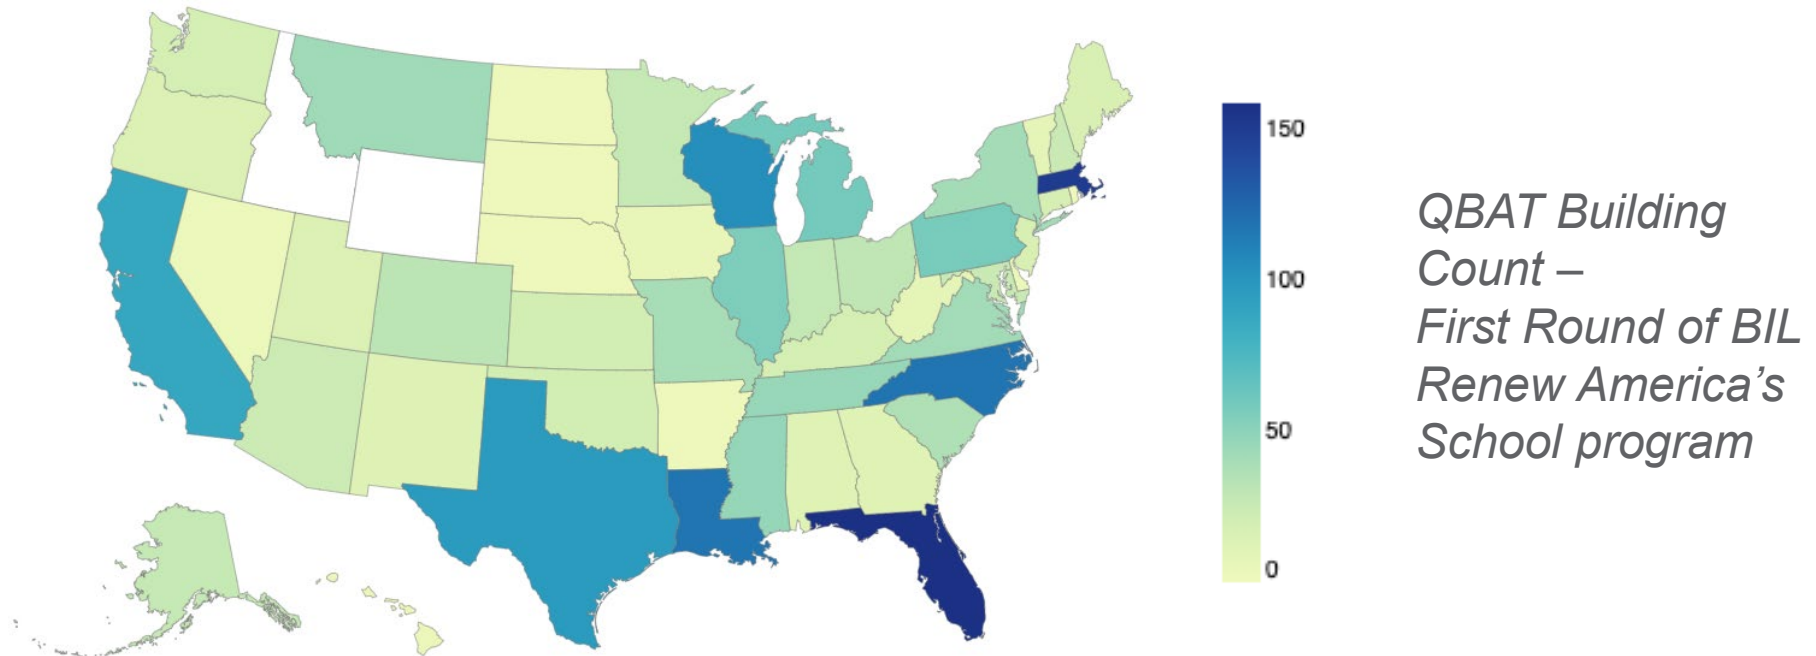 150
100
50
0
QBAT Building
Count –
First Round of BIL
Renew America’s
School program